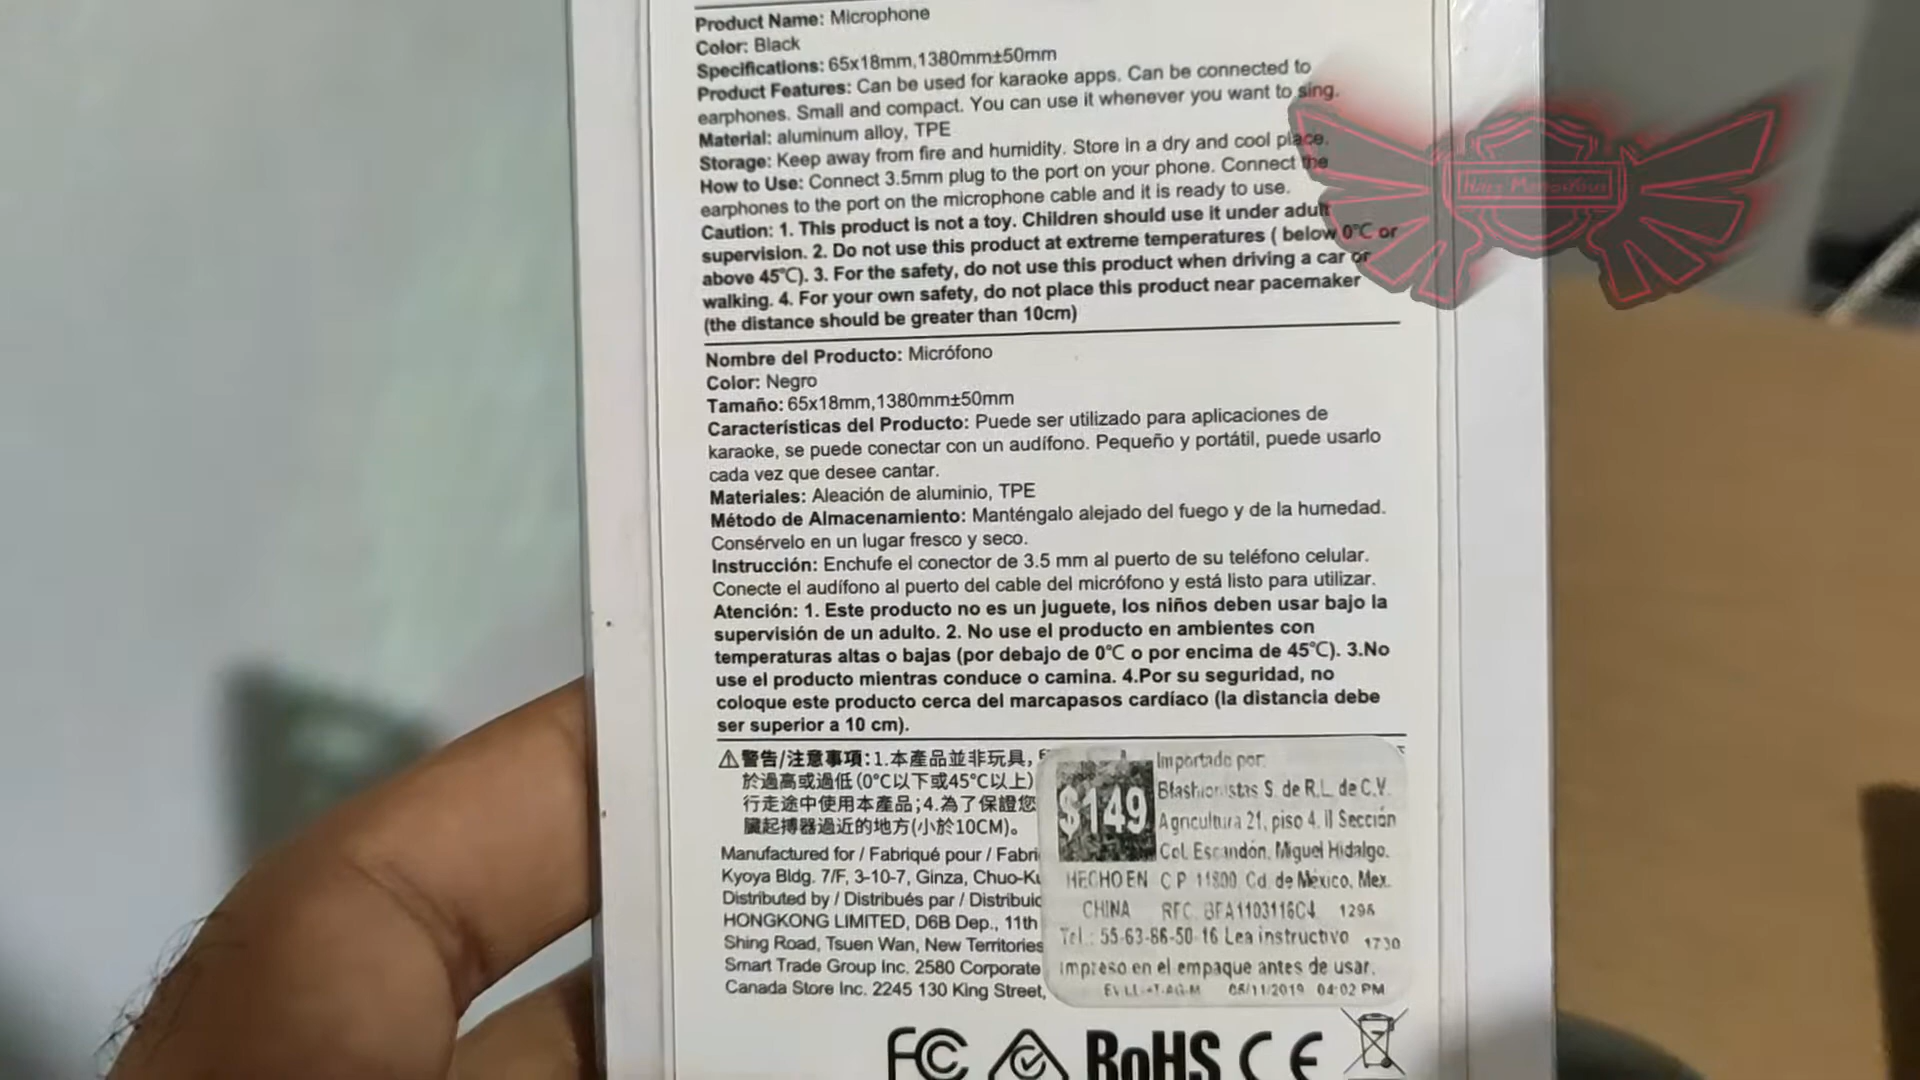 Product Name: Microphone
Color: Black
Specifications: 65x18mm,1380mm±50mm
Product Features: Can be used for karaoke apps. Can be connected to
earphones. Small and compact. You can use it whenever you want to sing.
Material: aluminum alloy, TPE
Storage: Keep away from fire and humidity. Store in a dry and cool place.
How to Use: Connect 3.5mm plug to the port on your phone. Connect the
earphones to the port on the microphone cable and it is ready to use.
Caution: 1. This product is not a toy. Children should use it under adult
supervision. 2. Do not use this product at extreme temperatures ( below 0℃ or
above 45℃). 3. For the safety, do not use this product when driving a car or
walking. 4. For your own safety, do not place this product near pacemaker
(the distance should be greater than 10cm)
Nombre del Producto: Micrófono
Color: Negro
Tamaño: 65x18mm,1380mm±50mm
Características del Producto: Puede ser utilizado para aplicaciones de
karaoke, se puede conectar con un audífono. Pequeño y portátil, puede usarlo
cada vez que desee cantar.
Materiales: Aleación de aluminio, TPE
Método de Almacenamiento: Manténgalo alejado del fuego y de la humedad.
Consérvelo en un lugar fresco y seco.
Instrucción: Enchufe el conector de 3.5 mm al puerto de su teléfono celular.
Conecte el audífono al puerto del cable del micrófono y está listo para utilizar.
Atención: 1. Este producto no es un juguete, los niños deben usar bajo la
supervisión de un adulto. 2. No use el producto en ambientes con
temperaturas altas o bajas (por debajo de 0℃ o por encima de 45℃). 3.No
use el producto mientras conduce o camina. 4.Por su seguridad, no
coloque este producto cerca del marcapasos cardíaco (la distancia debe
ser superior a 10 cm).
⚠警告/注意事項:1.本產品並非玩具,
於過高或過低(0°C以下或45°C以上)
行走途中使用本產品;4.為了保證您
臟起搏器過近的地方(小於10CM)。
Manufactured for / Fabriqué pour / Fabri
Kyoya Bldg. 7/F, 3-10-7, Ginza, Chuo-Ku
Distributed by / Distribués par / Distribuid
HONGKONG LIMITED, D6B Dep., 11th
Shing Road, Tsuen Wan, New Territories
Smart Trade Group Inc. 2580 Corporate
Canada Store Inc. 2245 130 King Street,
$149
Importado por:
Bfashionistas S. de R.L. de C.V.
Agricultura 21, piso 4, II Sección
Col. Escandón, Miguel Hidalgo.
HECHO EN C P 11800 Cd. de México, Mex.
CHINA RFC. BFA1103116C4 1296
Tel.: 55-63-86-50-16 Lea instructivo 1730
impreso en el empaque antes de usar.
08/11/2019 04:02 PM
FC RoHS CE